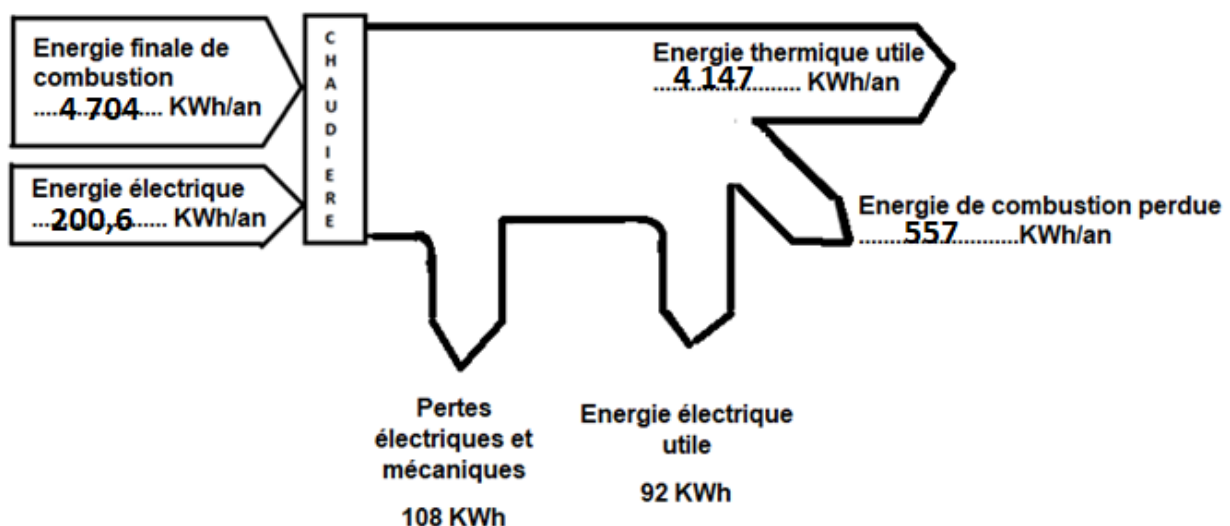 Energie finale de
combustion
....4 704.... KWh/an
Energie électrique
...200,6...... KWh/an
CHAUDIERE
Energie thermique utile
...4 147....... KWh/an
Energie de combustion perdue
.......557..........KWh/an
Pertes
électriques et
mécaniques
108 KWh
Energie électrique
utile
92 KWh